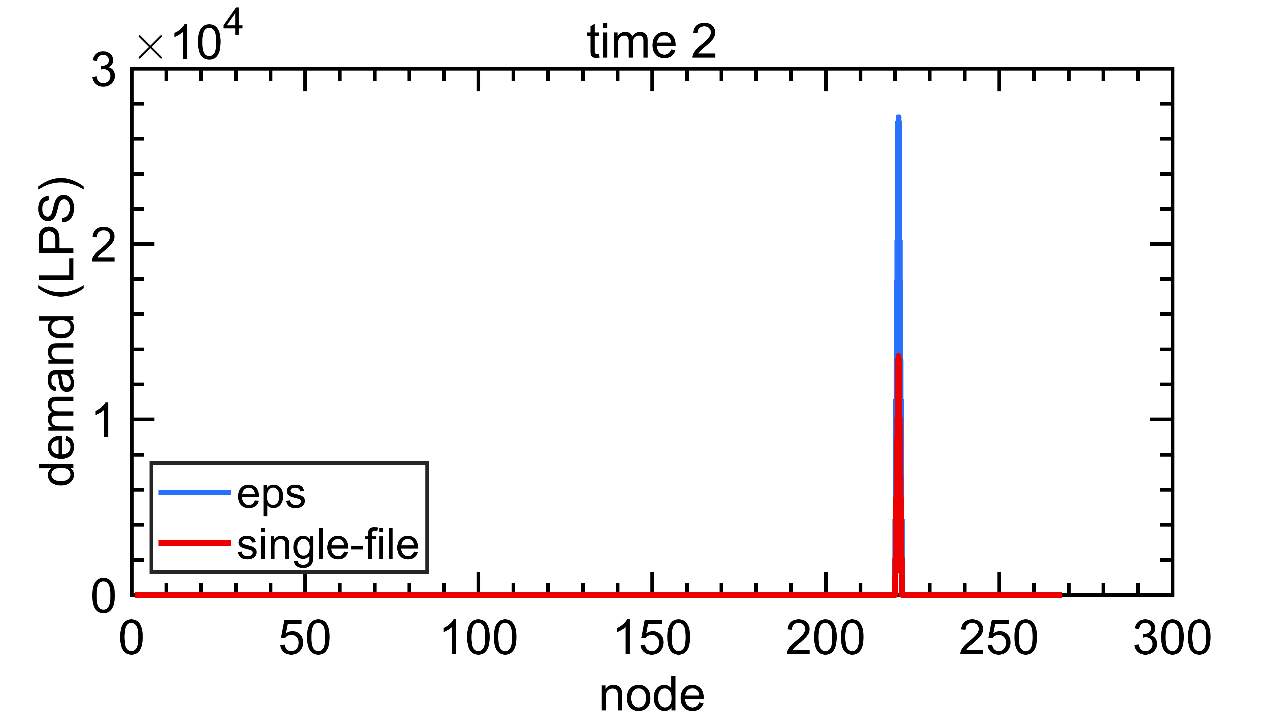 ×10⁴
time 2
3
2
1
0
demand (LPS)
eps
single-file
0 50 100 150 200 250 300
node